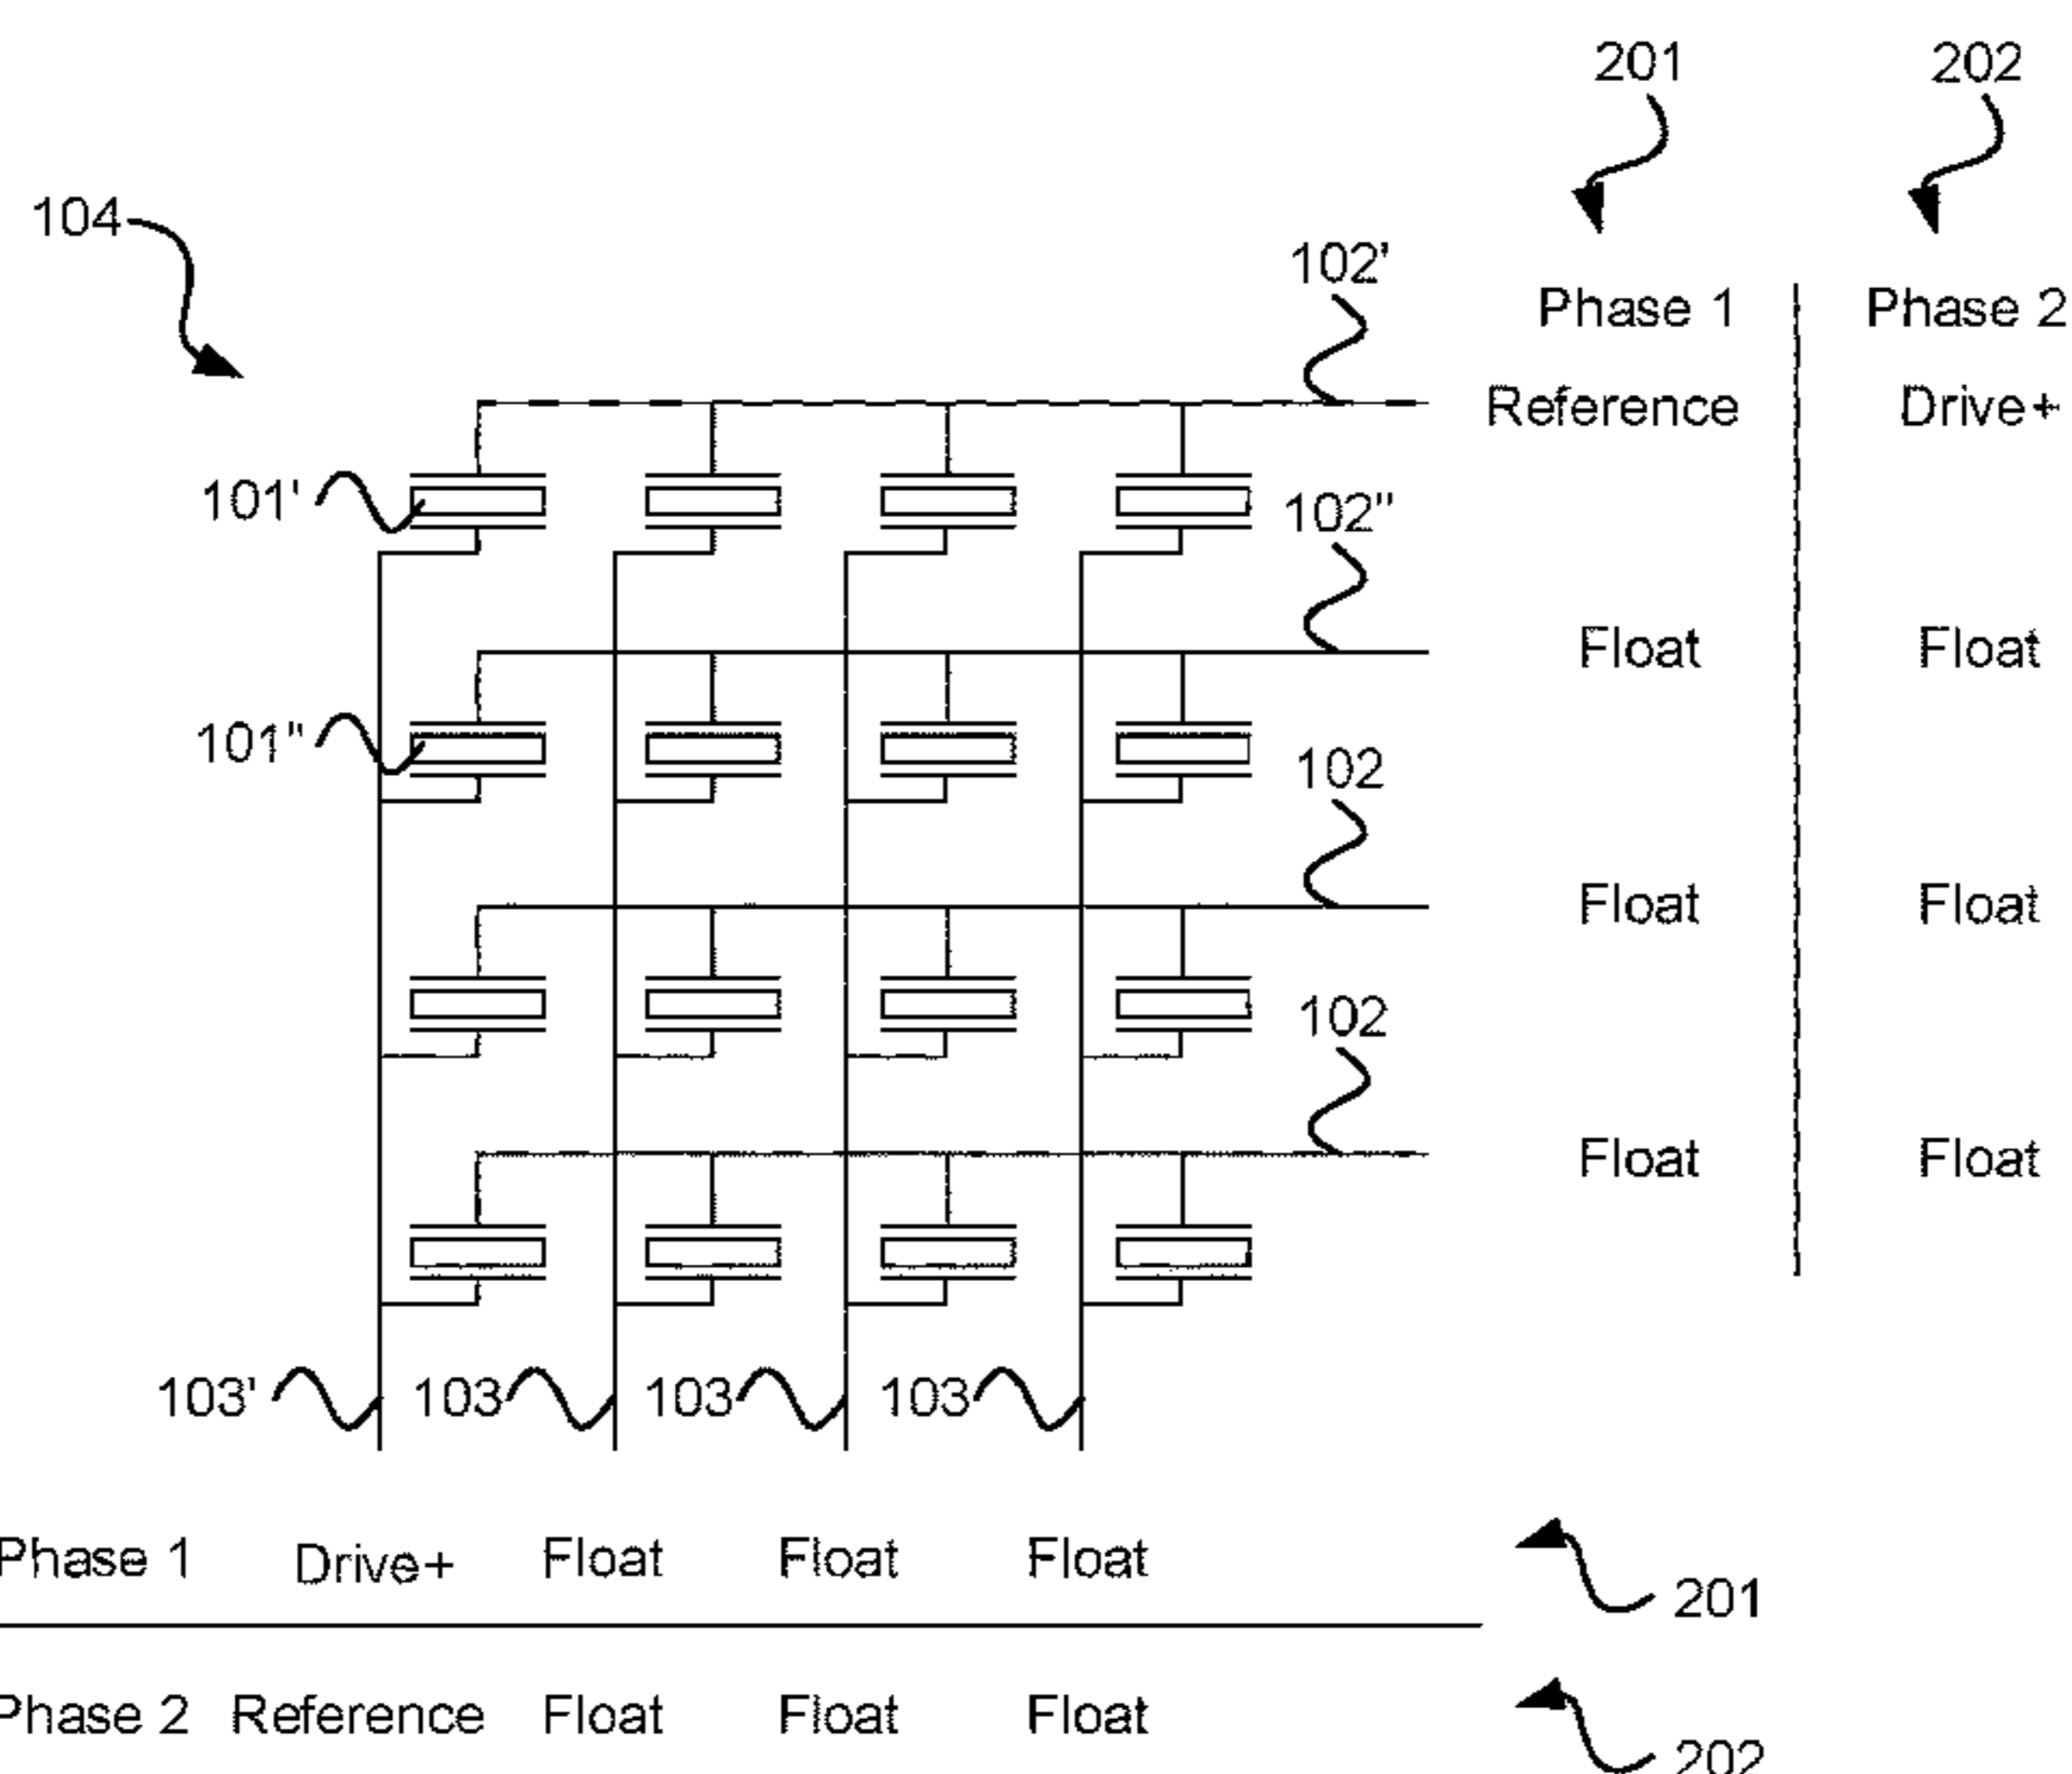 201 202
104
102'
Phase 1 Phase 2
Reference Drive+
101'
102"
Float Float
101"
102
Float Float
102
Float Float
103' 103 103 103
Phase 1 Drive+ Float Float Float
201
Phase 2 Reference Float Float Float
202